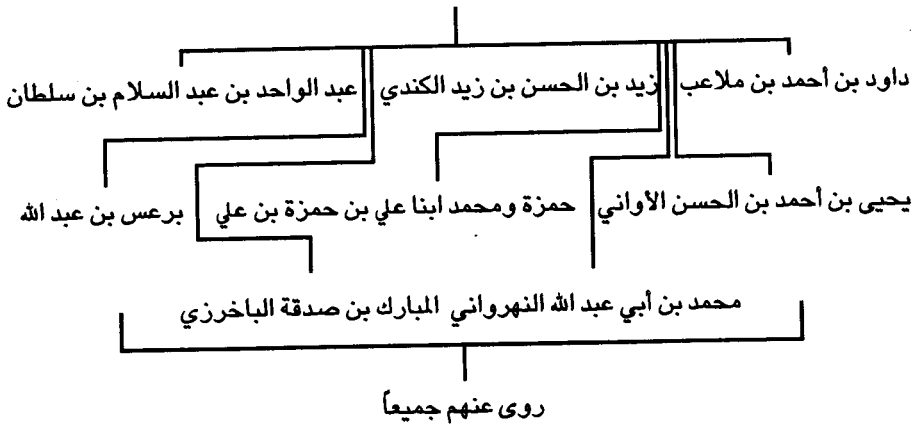 داود بن أحمد بن ملاعب زيد بن الحسن بن زيد الكندي عبد الواحد بن عبد السلام بن سلطان
يحيى بن أحمد بن الحسن الأواني حمزة ومحمد ابنا علي بن حمزة بن علي برعس بن عبد الله
محمد بن أبي عبد الله النهرواني المبارك بن صدقة الباخرزي
روى عنهم جميعاً